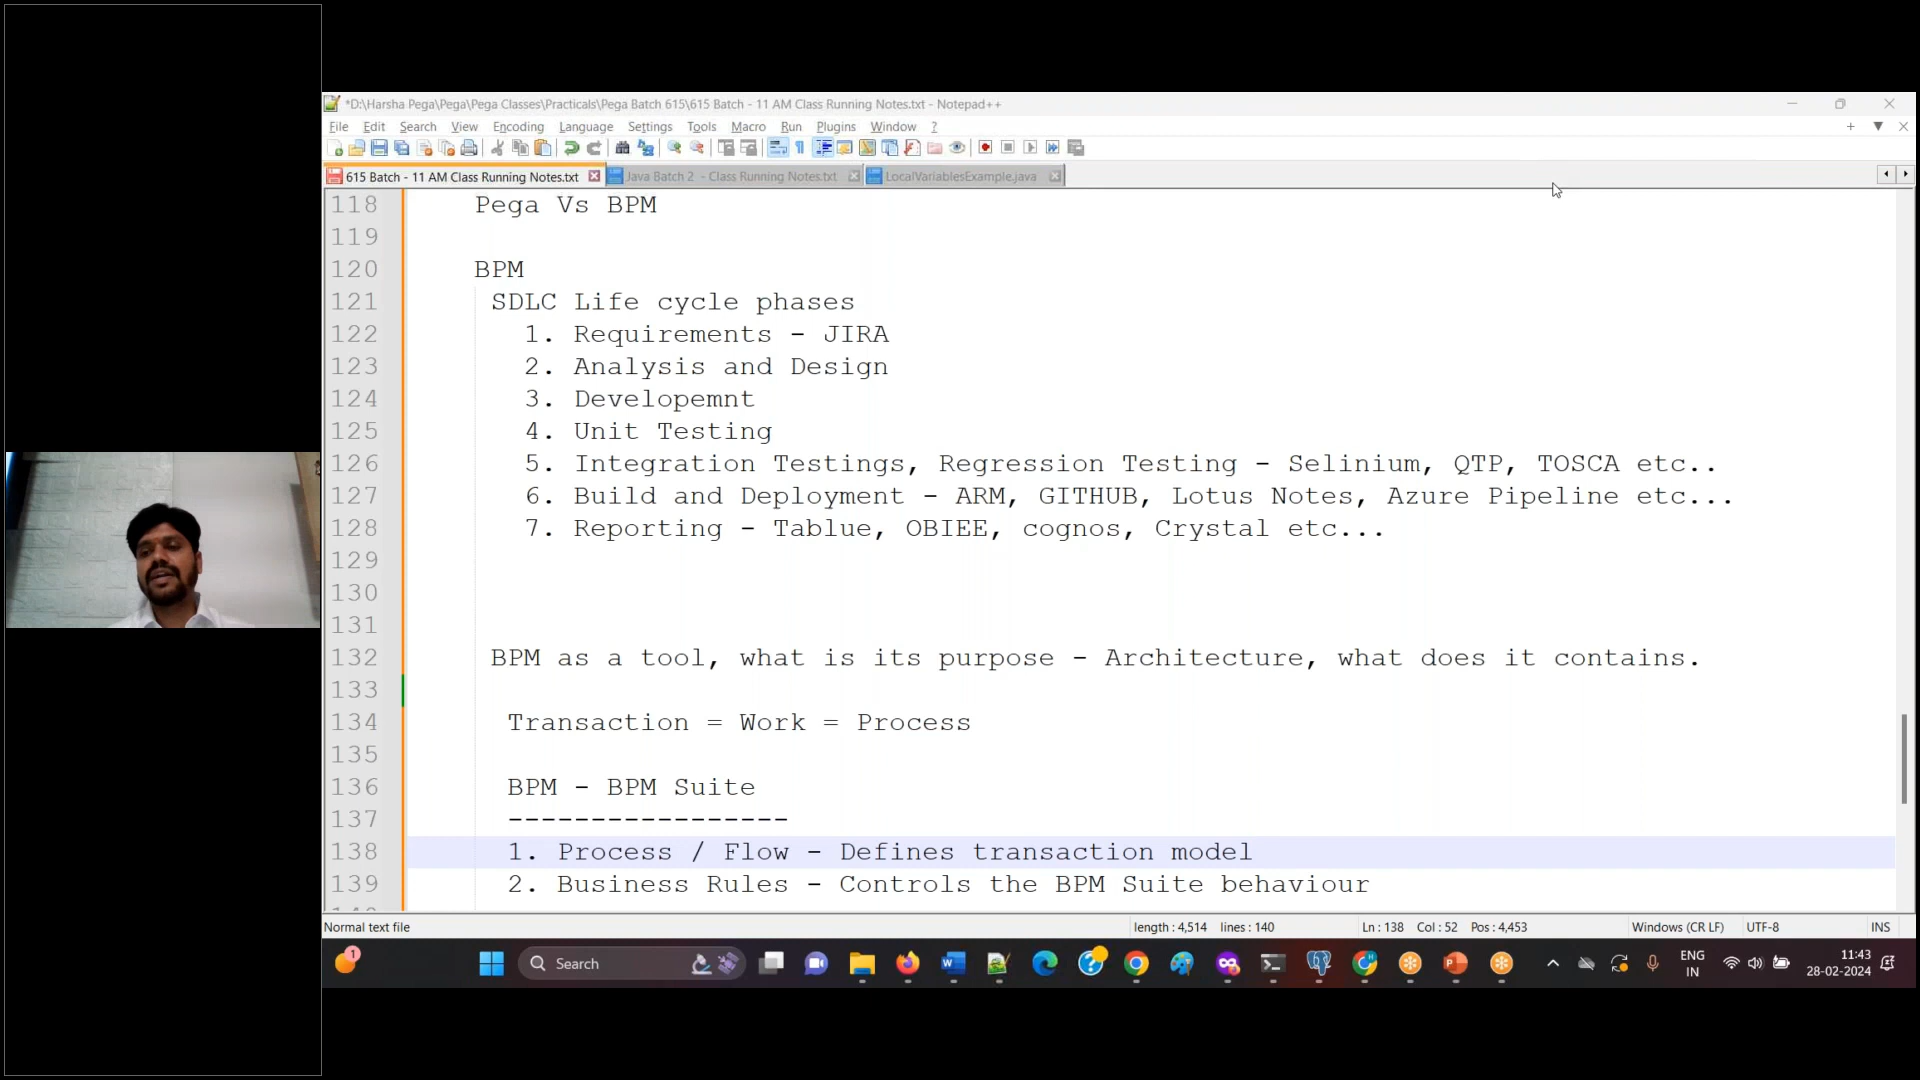 *D:\Harsha Pega\Pega\Pega Classes\Practicals\Pega Batch 615\615 Batch - 11 AM Class Running Notes.txt - Notepad++
File Edit Search View Encoding Language Settings Tools Macro Run Plugins Window ?
615 Batch - 11 AM Class Running Notes.txt Java Batch 2 - Class Running Notes.txt LocalVariablesExample.java
118 Pega Vs BPM
119
120 BPM
121 SDLC Life cycle phases
122 1. Requirements - JIRA
123 2. Analysis and Design
124 3. Developemnt
125 4. Unit Testing
126 5. Integration Testings, Regression Testing - Selinium, QTP, TOSCA etc..
127 6. Build and Deployment - ARM, GITHUB, Lotus Notes, Azure Pipeline etc...
128 7. Reporting - Tablue, OBIEE, cognos, Crystal etc...
129
130
131
132 BPM as a tool, what is its purpose - Architecture, what does it contains.
133
134 Transaction = Work = Process
135
136 BPM - BPM Suite
137 -----------------
138 1. Process / Flow - Defines transaction model
139 2. Business Rules - Controls the BPM Suite behaviour
Normal text file length : 4,514 lines : 140 Ln : 138 Col : 52 Pos : 4,453 Windows (CR LF) UTF-8 INS
1 Search ENG IN 11:43 28-02-2024